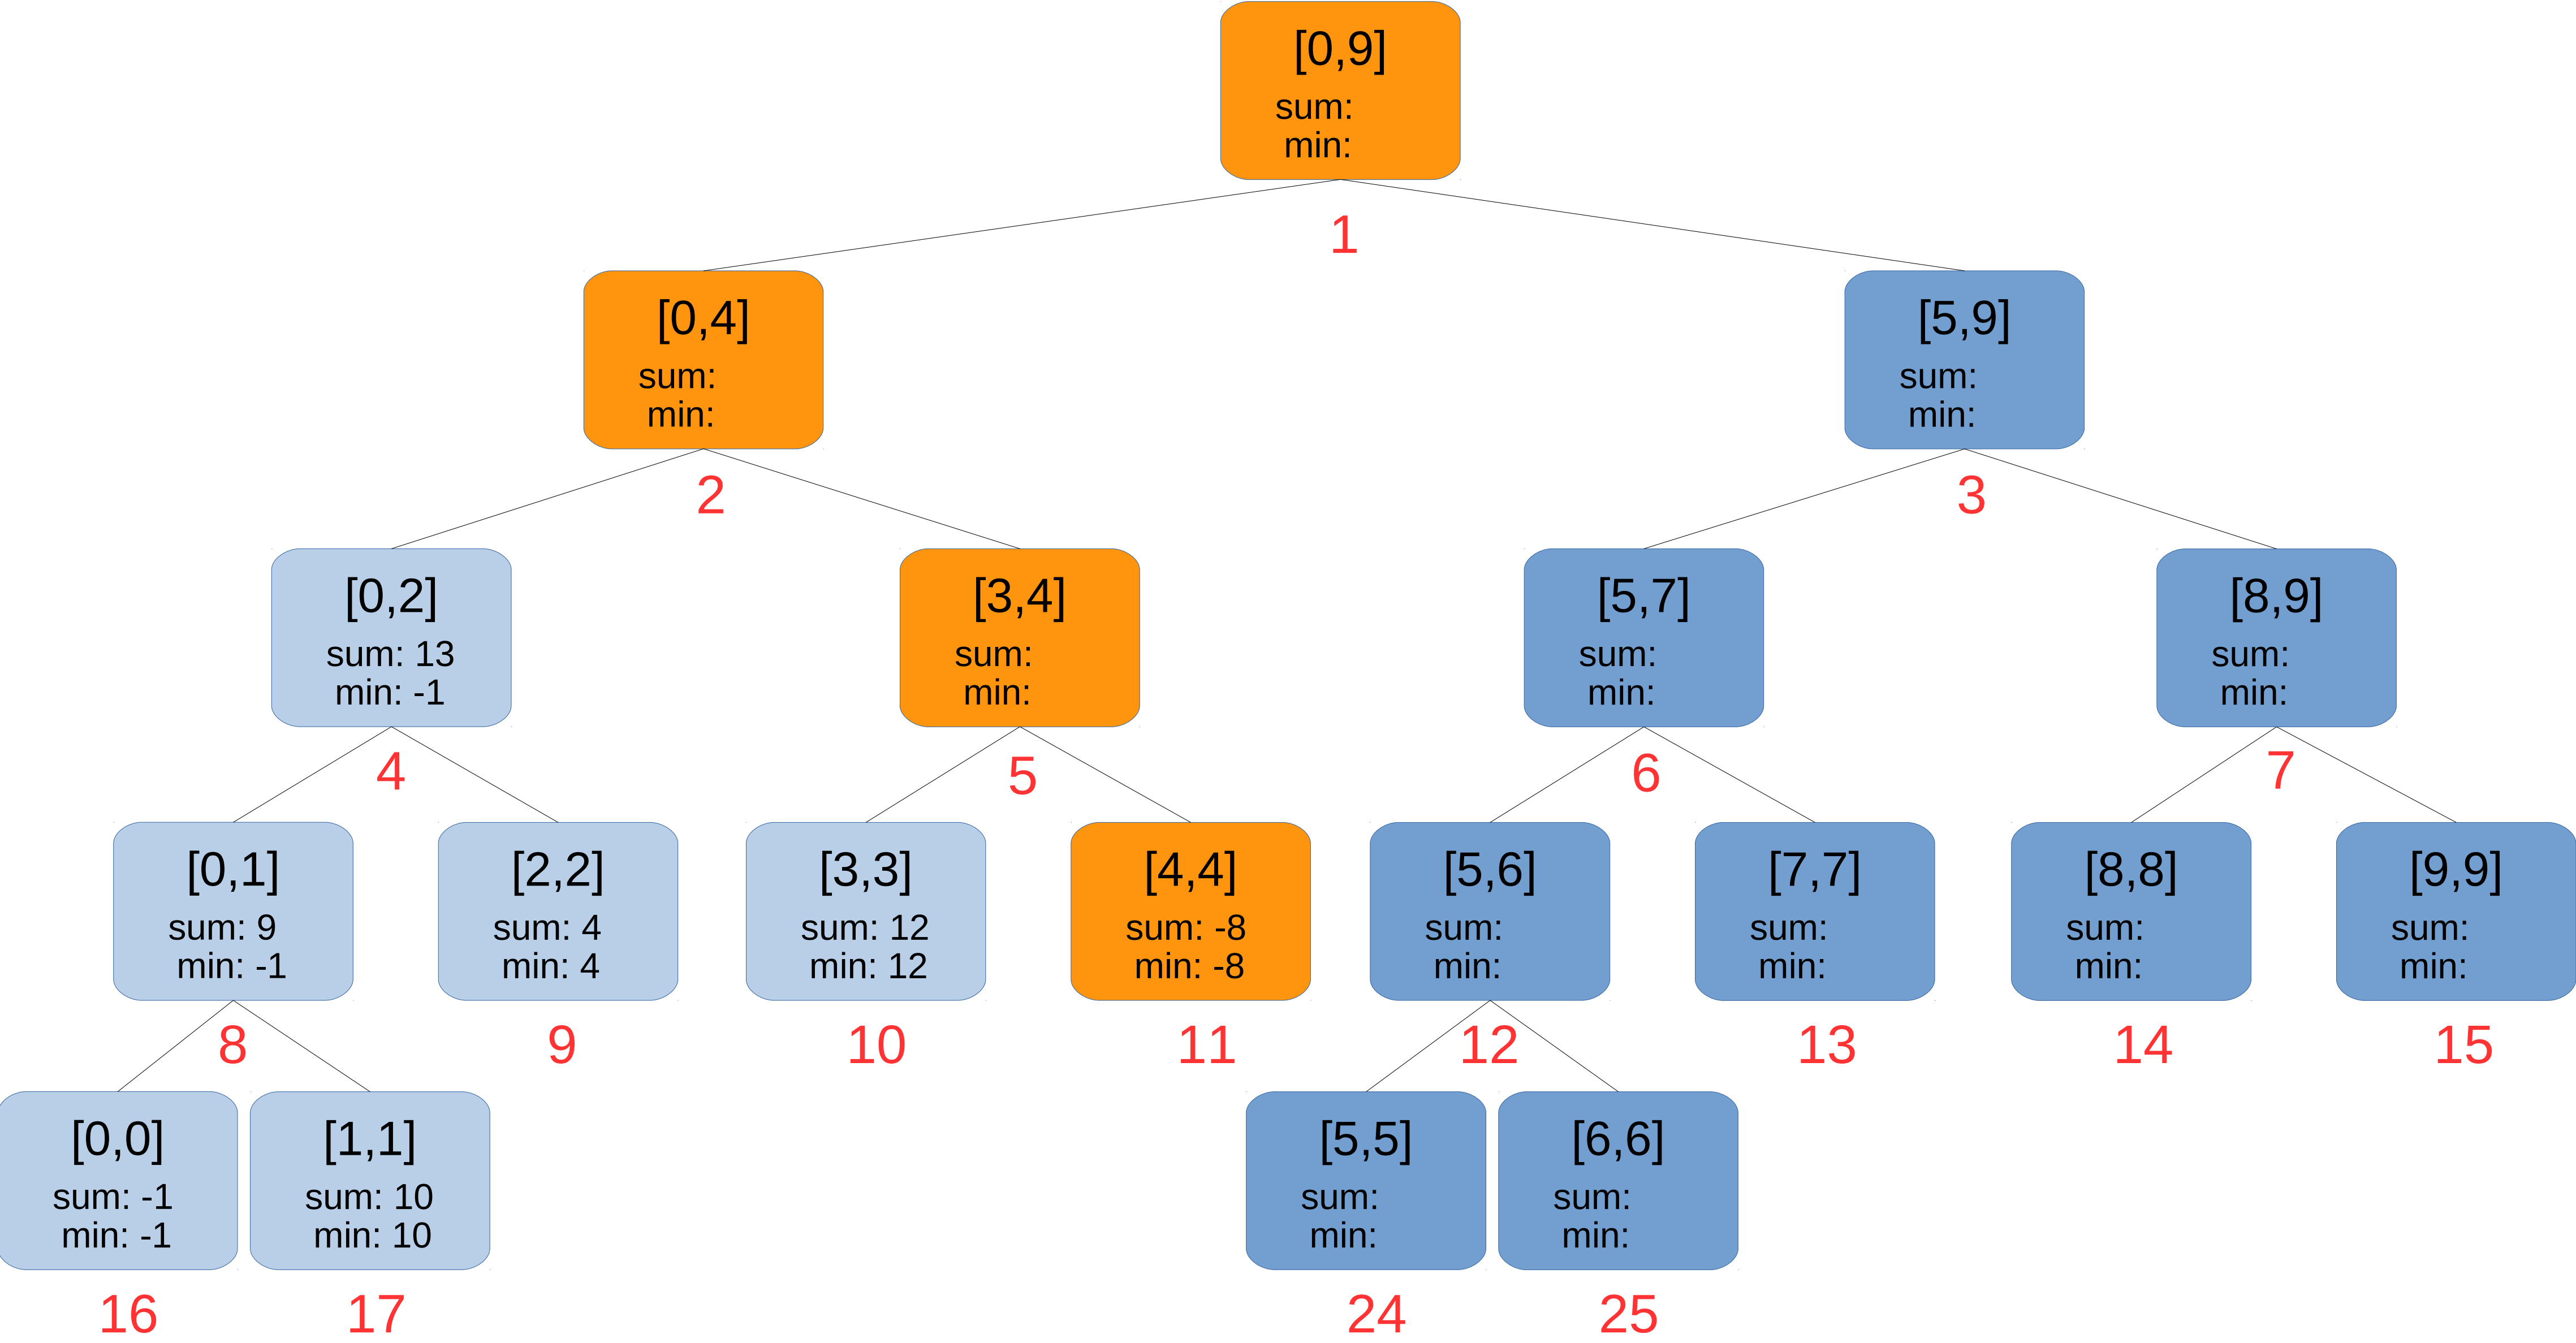 [0,9]
sum:
min:
1
[0,4]
sum:
min:
2
[5,9]
sum:
min:
3
[0,2]
sum: 13
min: -1
4
[3,4]
sum:
min:
5
[5,7]
sum:
min:
6
[8,9]
sum:
min:
7
[0,1]
sum: 9
min: -1
8
[2,2]
sum: 4
min: 4
9
[3,3]
sum: 12
min: 12
10
[4,4]
sum: -8
min: -8
11
[5,6]
sum:
min:
12
[7,7]
sum:
min:
13
[8,8]
sum:
min:
14
[9,9]
sum:
min:
15
[0,0]
sum: -1
min: -1
16
[1,1]
sum: 10
min: 10
17
[5,5]
sum:
min:
24
[6,6]
sum:
min:
25